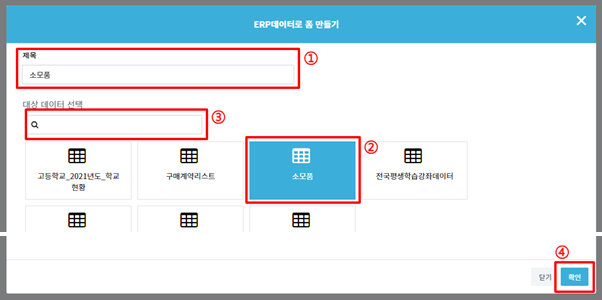 ERP데이터로 폼 만들기
제목
①
소모품
대상 데이터 선택
③
②
고등학교_2021년도_학교
현황
구매계약리스트
소모품
전국평생학습강좌데이터
④
닫기
확인